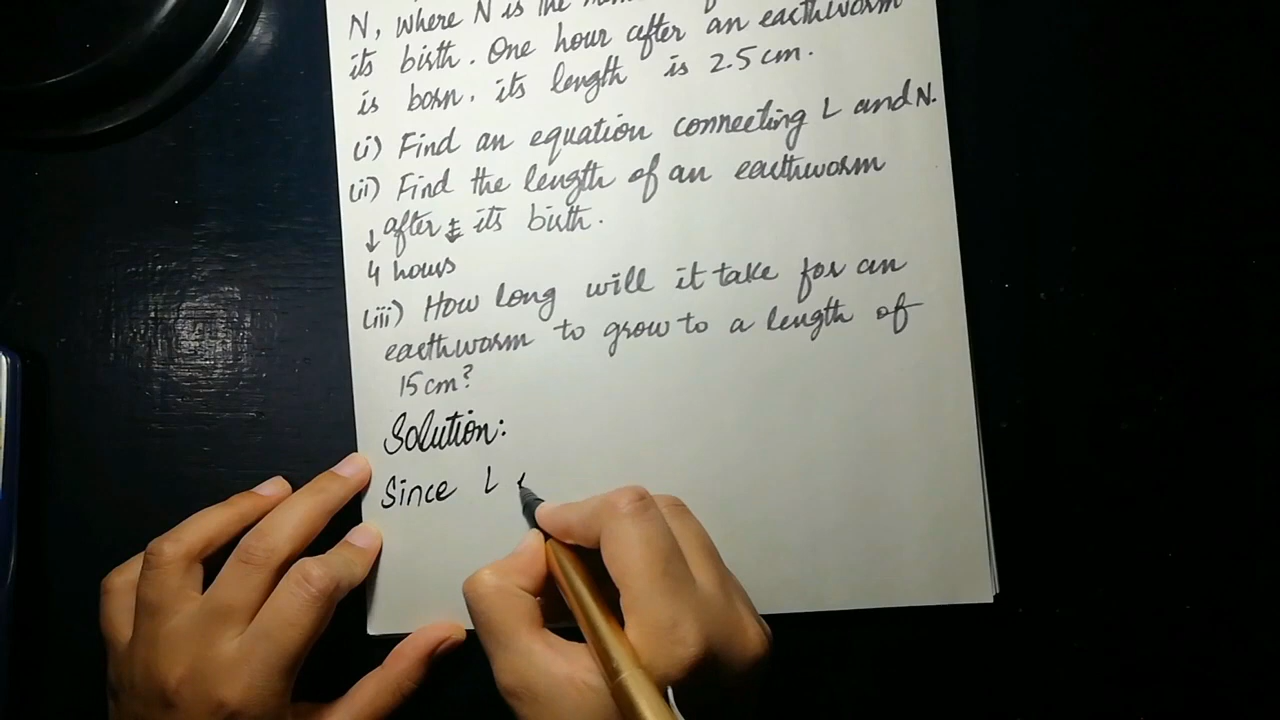 N, where N is the
its birth. One hour after an earthworm
is born, its length is 2.5 cm.
(i) Find an equation connecting L and N.
(ii) Find the length of an earthworm
after its birth.
4 hours
(iii) How long will it take for an
earthworm to grow to a length of
15 cm?
Solution:
Since L